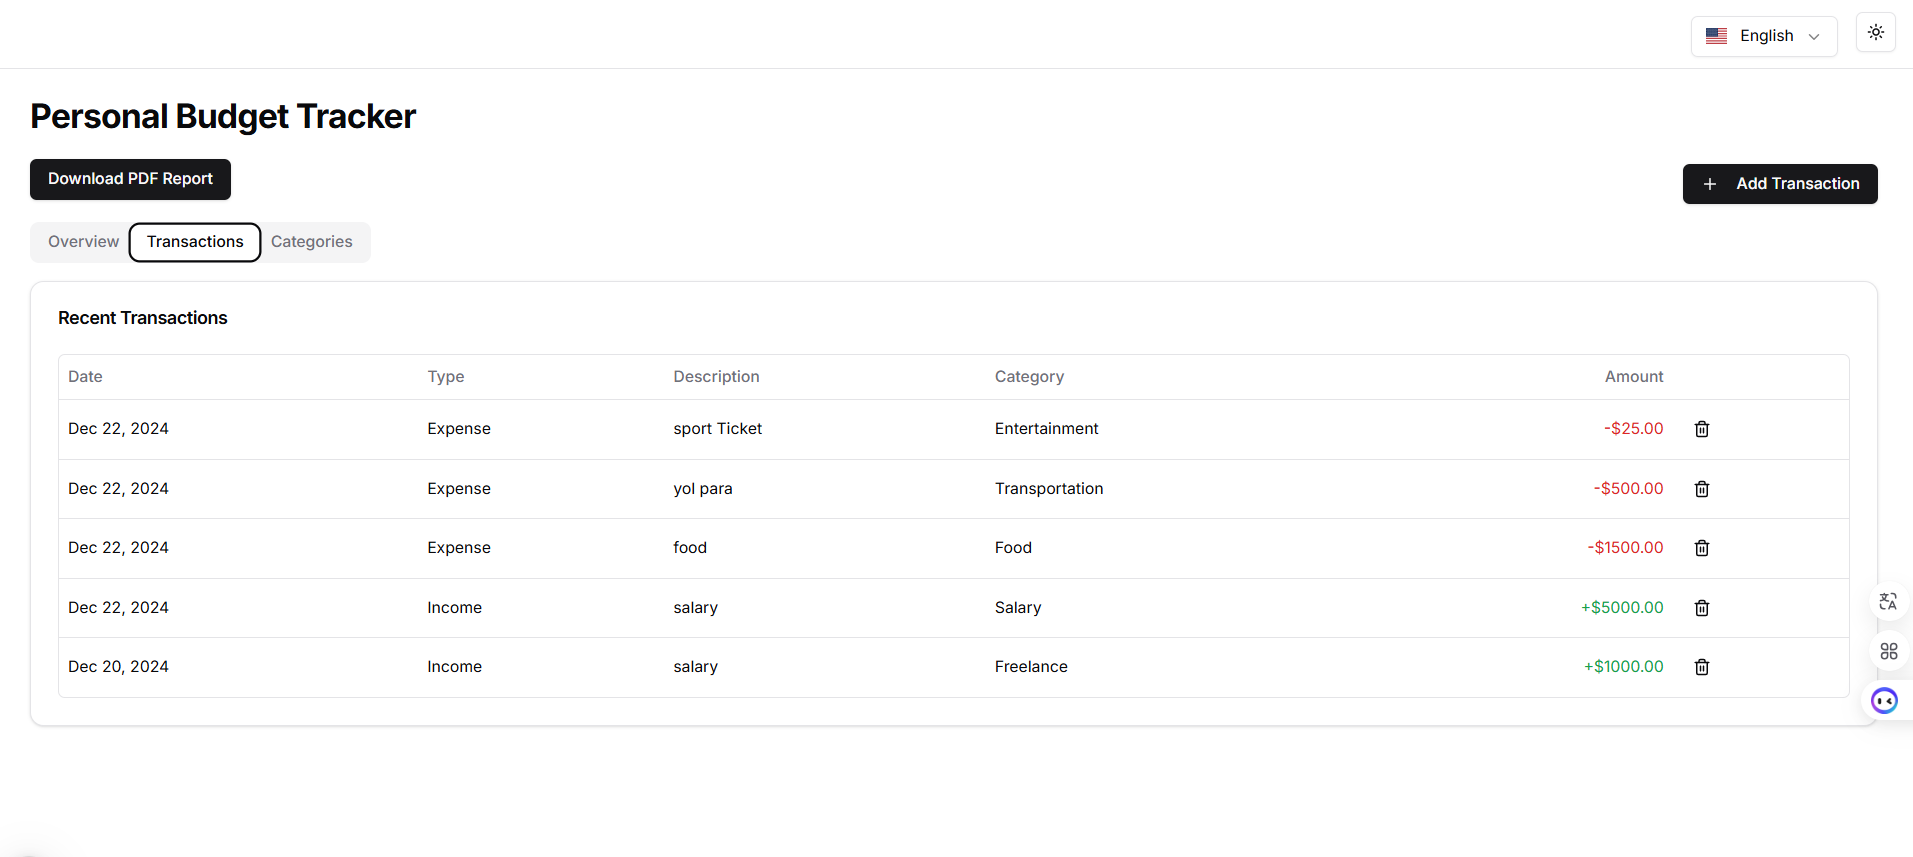 English
Personal Budget Tracker
Download PDF Report
+ Add Transaction
Overview Transactions Categories
Recent Transactions
Date Type Description Category Amount
Dec 22, 2024 Expense sport Ticket Entertainment -$25.00
Dec 22, 2024 Expense yol para Transportation -$500.00
Dec 22, 2024 Expense food Food -$1500.00
Dec 22, 2024 Income salary Salary +$5000.00
Dec 20, 2024 Income salary Freelance +$1000.00